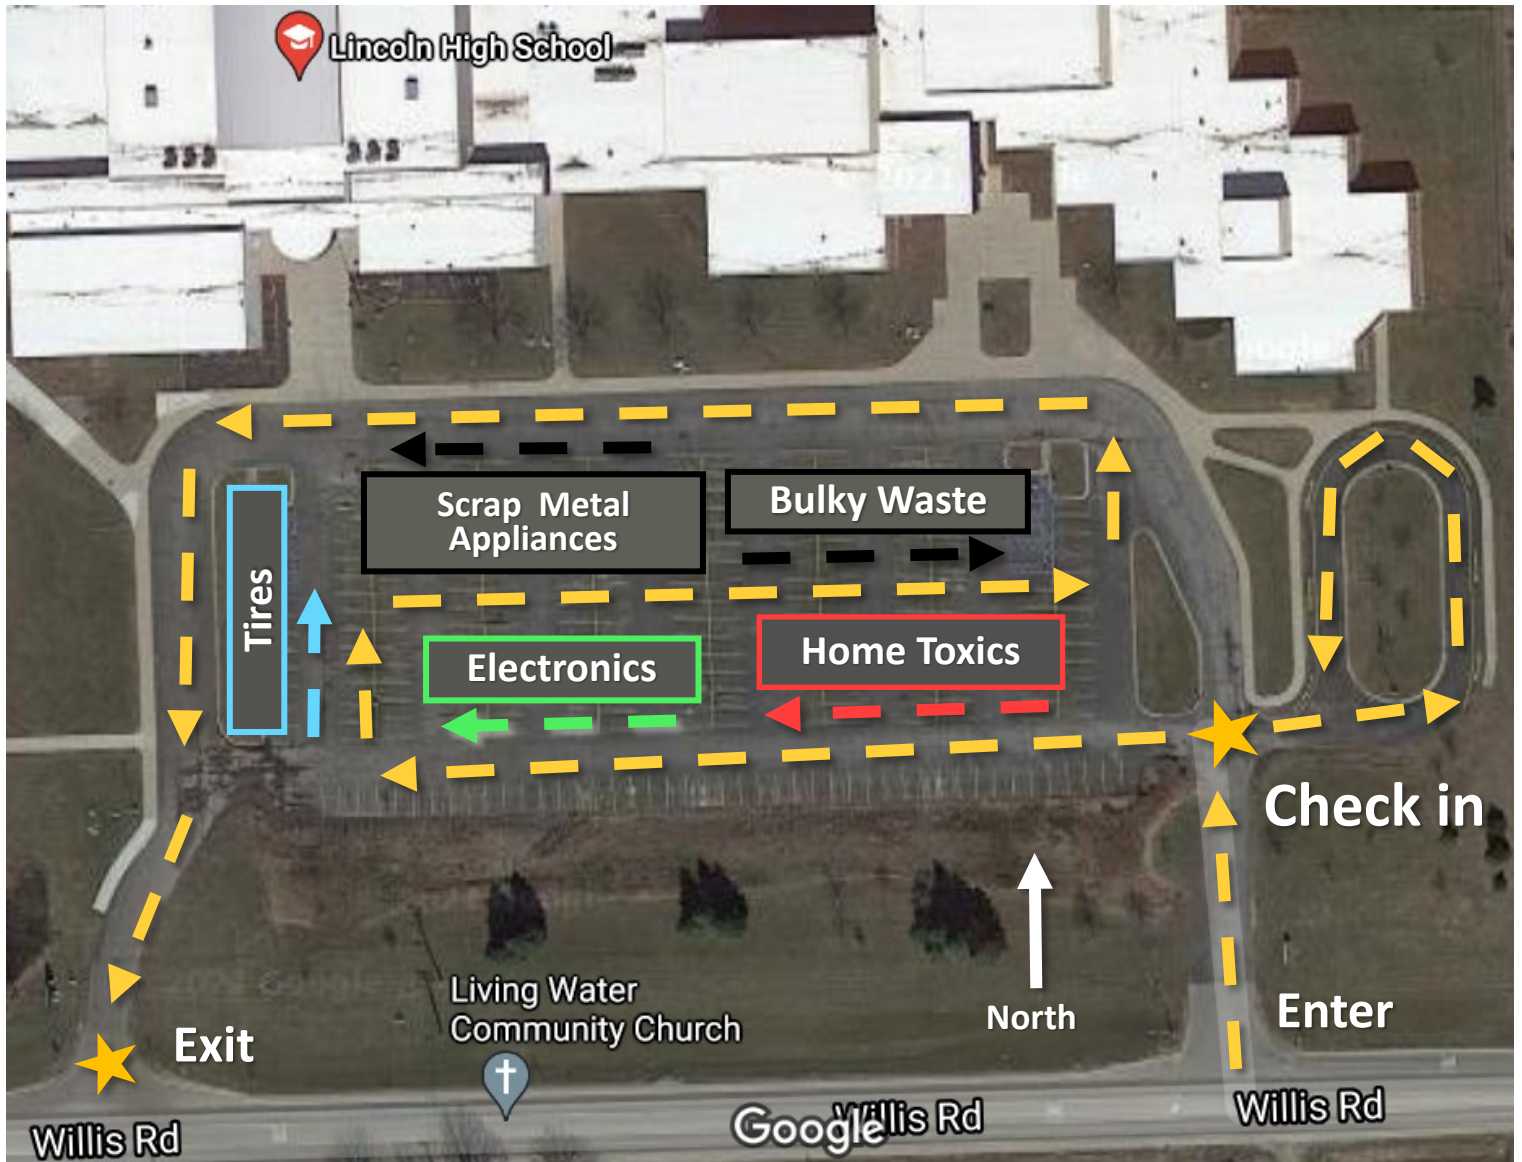 Lincoln High School
Scrap Metal
Appliances
Bulky Waste
Tires
Electronics
Home Toxics
Check in
Living Water
Community Church
North
Enter
Exit
Willis Rd
Google
Willis Rd
Willis Rd